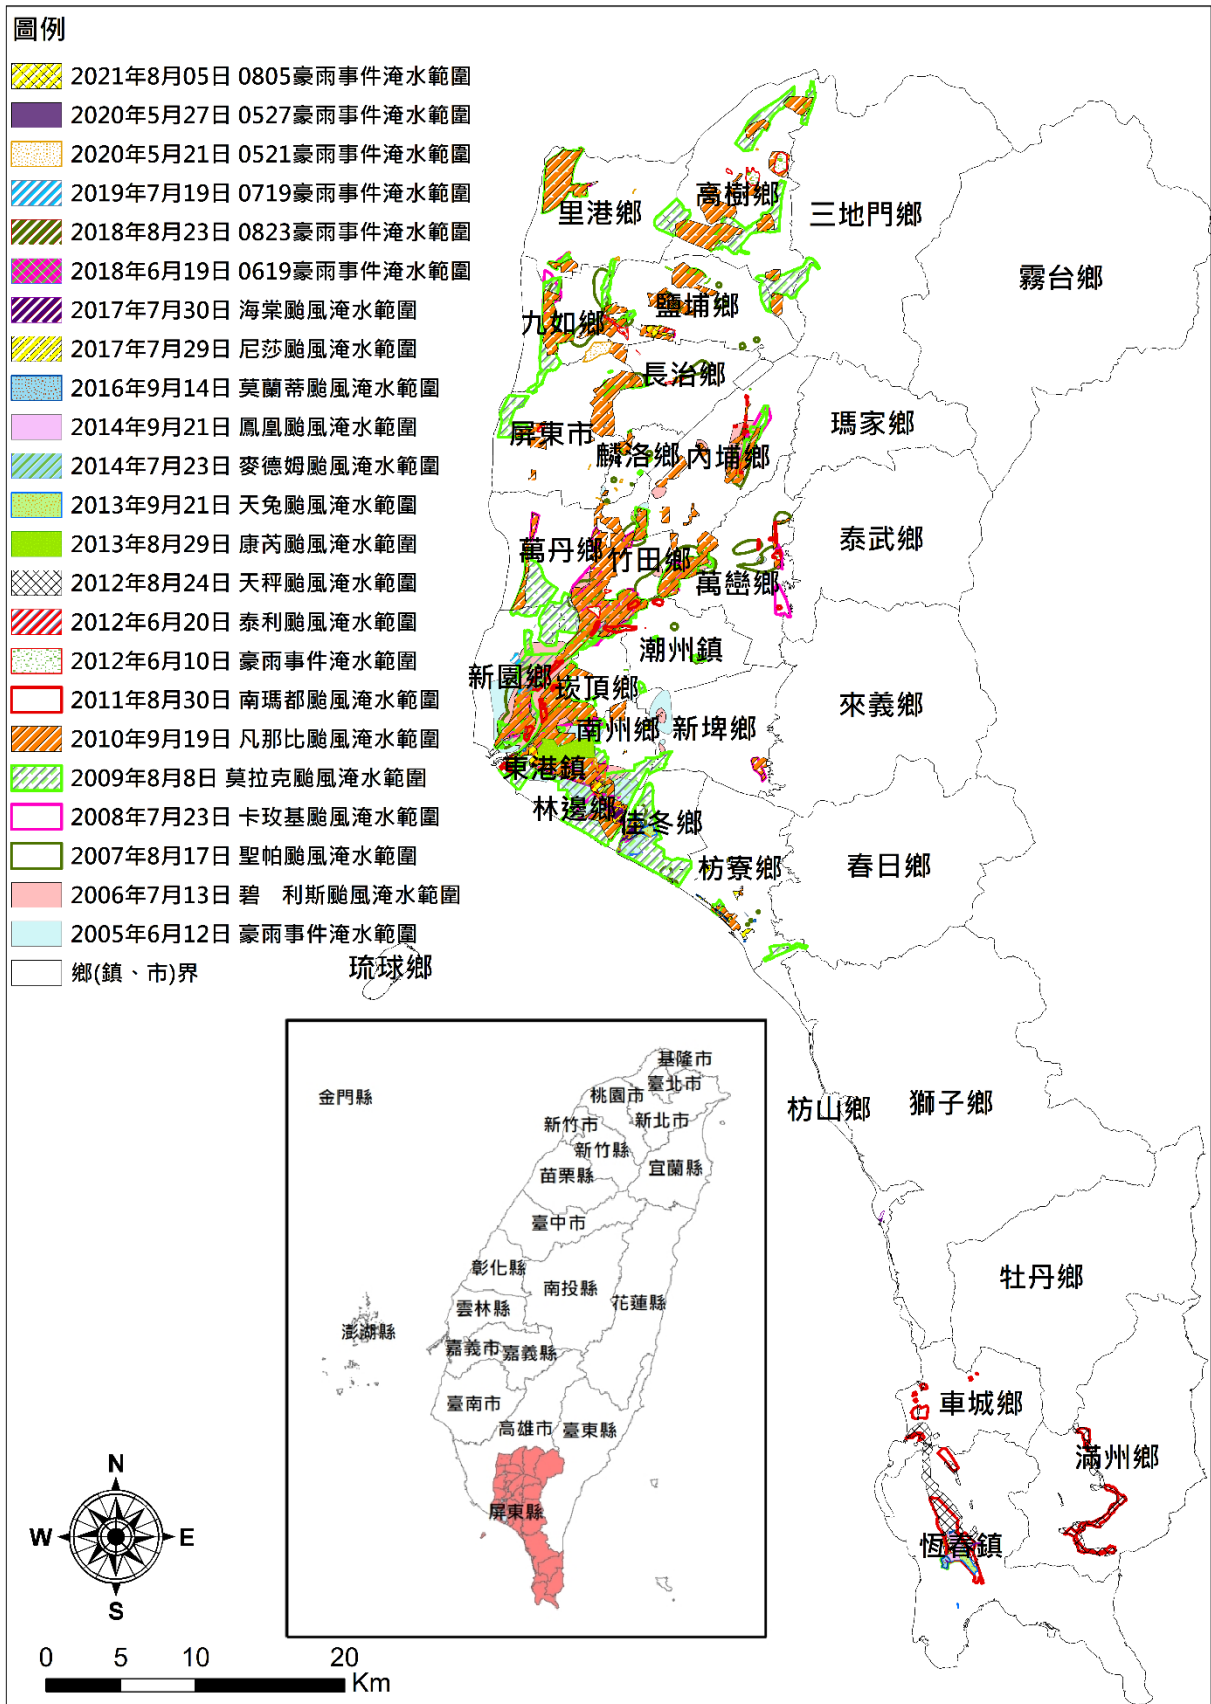 圖例
2021年8月05日 0805豪雨事件淹水範圍
2020年5月27日 0527豪雨事件淹水範圍
2020年5月21日 0521豪雨事件淹水範圍
2019年7月19日 0719豪雨事件淹水範圍
2018年8月23日 0823豪雨事件淹水範圍
2018年6月19日 0619豪雨事件淹水範圍
2017年7月30日 海棠颱風淹水範圍
2017年7月29日 尼莎颱風淹水範圍
2016年9月14日 莫蘭蒂颱風淹水範圍
2014年9月21日 鳳凰颱風淹水範圍
2014年7月23日 麥德姆颱風淹水範圍
2013年9月21日 天兔颱風淹水範圍
2013年8月29日 康芮颱風淹水範圍
2012年8月24日 天秤颱風淹水範圍
2012年6月20日 泰利颱風淹水範圍
2012年6月10日 豪雨事件淹水範圍
2011年8月30日 南瑪都颱風淹水範圍
2010年9月19日 凡那比颱風淹水範圍
2009年8月8日 莫拉克颱風淹水範圍
2008年7月23日 卡玫基颱風淹水範圍
2007年8月17日 聖帕颱風淹水範圍
2006年7月13日 碧　利斯颱風淹水範圍
2005年6月12日 豪雨事件淹水範圍
鄉(鎮、市)界
高樹鄉
里港鄉
三地門鄉
霧台鄉
鹽埔鄉
九如鄉
長治鄉
瑪家鄉
屏東市
麟洛鄉
內埔鄉
泰武鄉
萬丹鄉
竹田鄉
萬巒鄉
潮州鎮
新園鄉
崁頂鄉
來義鄉
南州鄉
新埤鄉
東港鎮
林邊鄉
佳冬鄉
枋寮鄉
春日鄉
琉球鄉
枋山鄉
獅子鄉
牡丹鄉
車城鄉
滿州鄉
恆春鎮
基隆市
臺北市
金門縣
桃園市
新北市
新竹市
新竹縣
宜蘭縣
苗栗縣
臺中市
彰化縣
南投縣
花蓮縣
雲林縣
澎湖縣
嘉義市
嘉義縣
臺南市
高雄市
臺東縣
屏東縣
N
W
E
S
0 5 10 20
Km